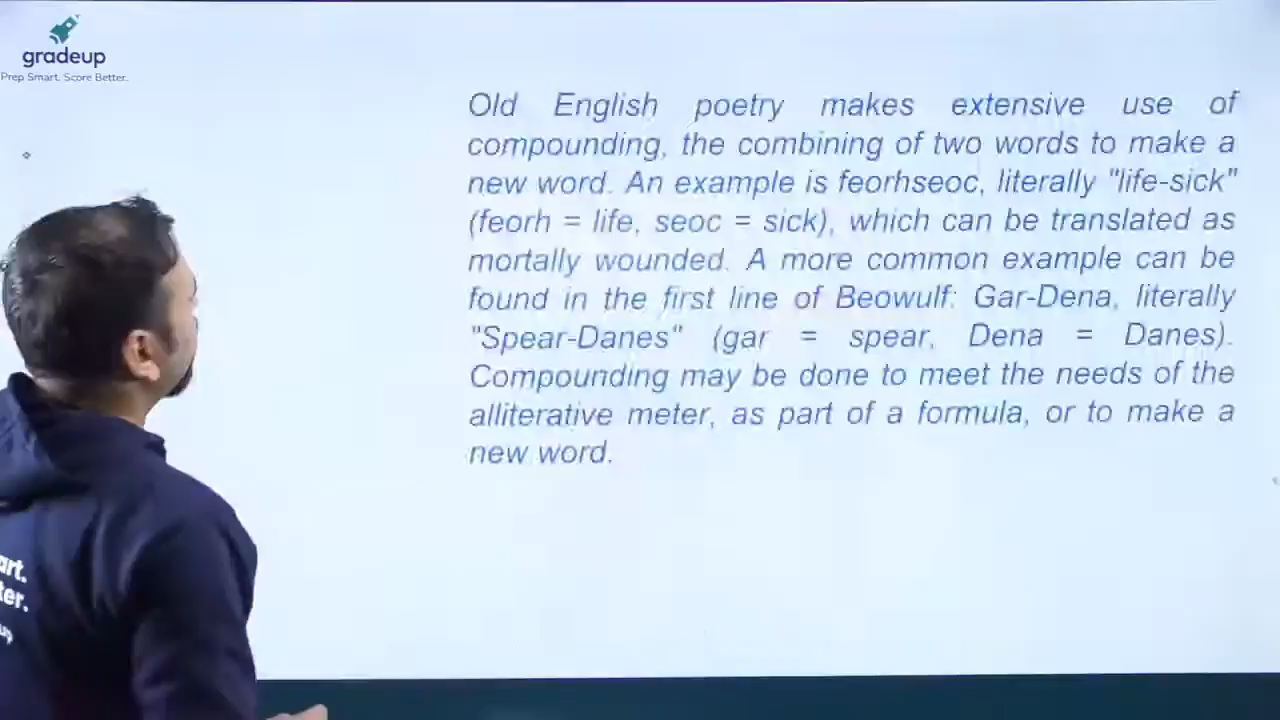 gradeup
Prep Smart. Score Better.
Old English poetry makes extensive use of
compounding, the combining of two words to make a
new word. An example is feorhseoc, literally "life-sick"
(feorh = life, seoc = sick), which can be translated as
mortally wounded. A more common example can be
found in the first line of Beowulf: Gar-Dena, literally
"Spear-Danes" (gar = spear, Dena = Danes).
Compounding may be done to meet the needs of the
alliterative meter, as part of a formula, or to make a
new word.
art.
ter.
up